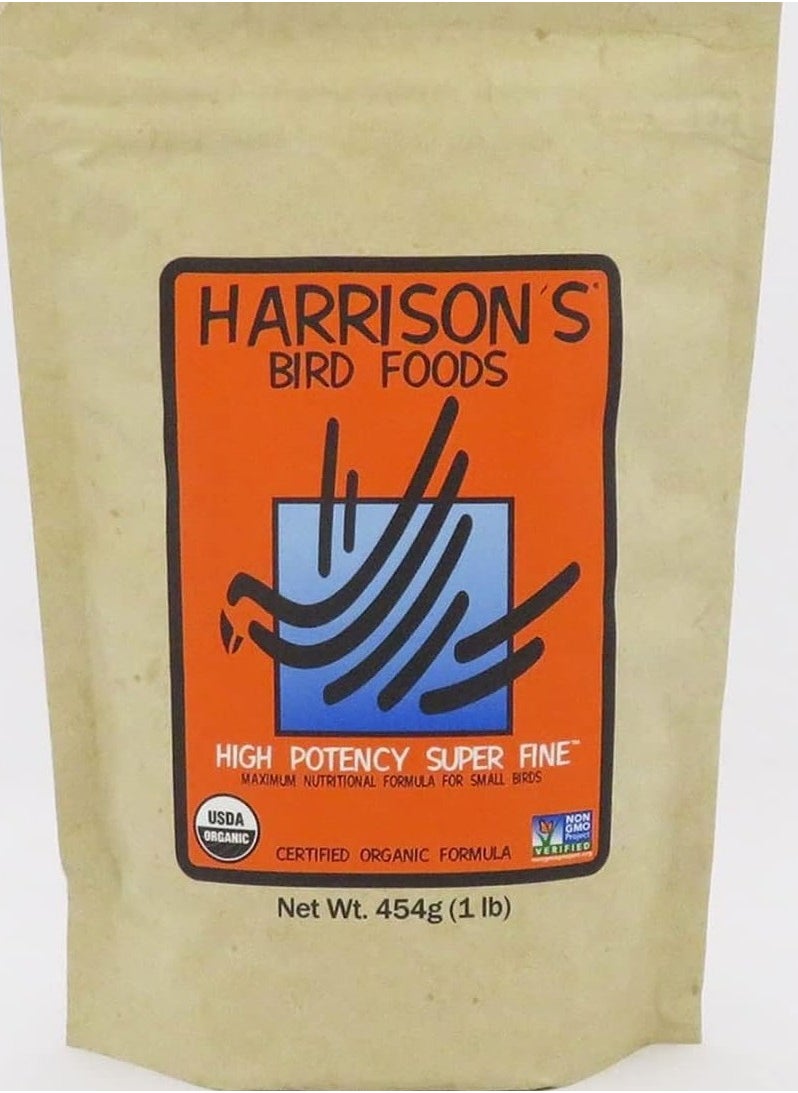 HARRISON'S
BIRD FOODS
HIGH POTENCY SUPER FINE™
MAXIMUM NUTRITIONAL FORMULA FOR SMALL BIRDS
USDA
ORGANIC
NON
GMO
Project
VERIFIED
CERTIFIED ORGANIC FORMULA
Net Wt. 454g (1 lb)